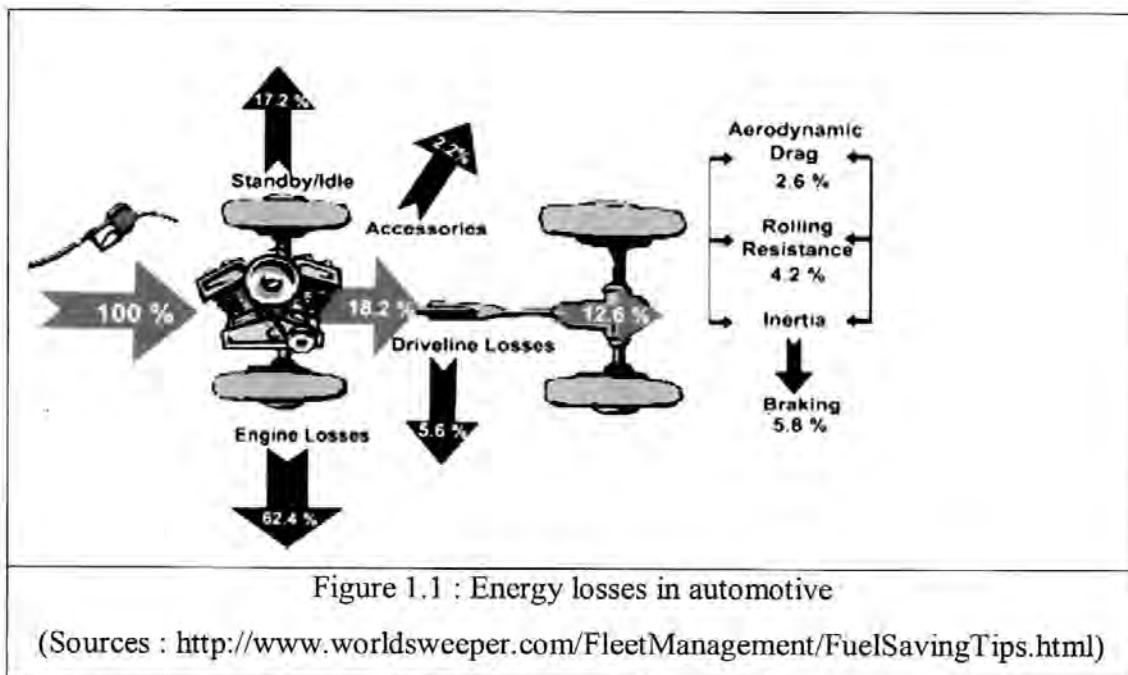 17.2 %
2.2%
Aerodynamic
Drag
2.6 %
Standby/Idle
Accessories
Rolling
Resistance
4.2 %
100 %
18.2 %
12.6 %
Inertia
Driveline Losses
Braking
5.8 %
5.6 %
Engine Losses
62.4 %
Figure 1.1 : Energy losses in automotive
(Sources : http://www.worldsweeper.com/FleetManagement/FuelSavingTips.html)